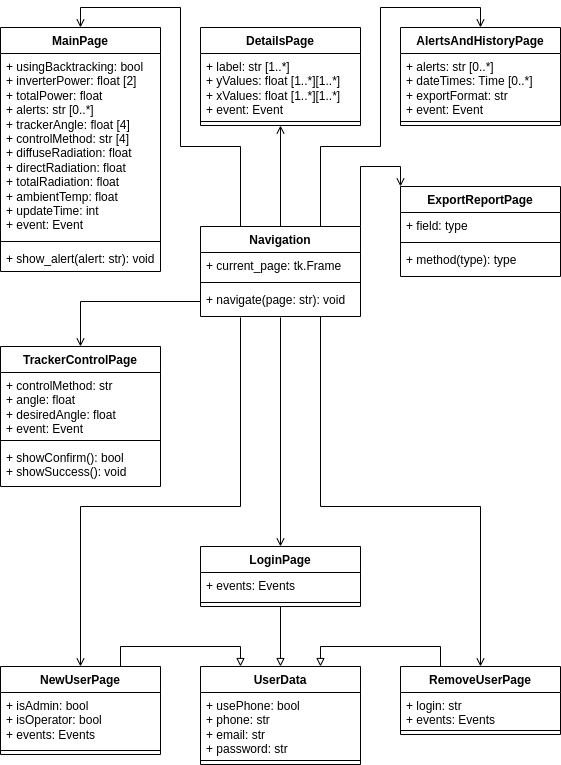 MainPage
+ usingBacktracking: bool
+ inverterPower: float [2]
+ totalPower: float
+ alerts: str [0..*]
+ trackerAngle: float [4]
+ controlMethod: str [4]
+ diffuseRadiation: float
+ directRadiation: float
+ totalRadiation: float
+ ambientTemp: float
+ updateTime: int
+ event: Event
+ show_alert(alert: str): void
DetailsPage
+ label: str [1..*]
+ yValues: float [1..*][1..*]
+ xValues: float [1..*][1..*]
+ event: Event
AlertsAndHistoryPage
+ alerts: str [0..*]
+ dateTimes: Time [0..*]
+ exportFormat: str
+ event: Event
ExportReportPage
+ field: type
+ method(type): type
Navigation
+ current_page: tk.Frame
+ navigate(page: str): void
TrackerControlPage
+ controlMethod: str
+ angle: float
+ desiredAngle: float
+ event: Event
+ showConfirm(): bool
+ showSuccess(): void
LoginPage
+ events: Events
NewUserPage
+ isAdmin: bool
+ isOperator: bool
+ events: Events
UserData
+ usePhone: bool
+ phone: str
+ email: str
+ password: str
RemoveUserPage
+ login: str
+ events: Events